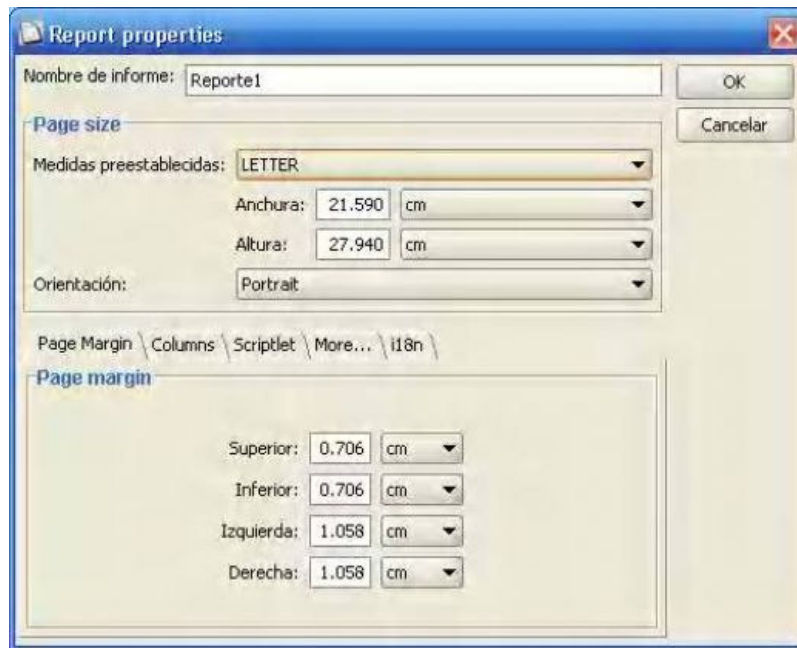 Report properties
Nombre de informe: Reporte1
OK
Cancelar
Page size
Medidas preestablecidas: LETTER
Anchura: 21.590 cm
Altura: 27.940 cm
Orientación: Portrait
Page Margin Columns Scriptlet More... i18n
Page margin
Superior: 0.706 cm
Inferior: 0.706 cm
Izquierda: 1.058 cm
Derecha: 1.058 cm